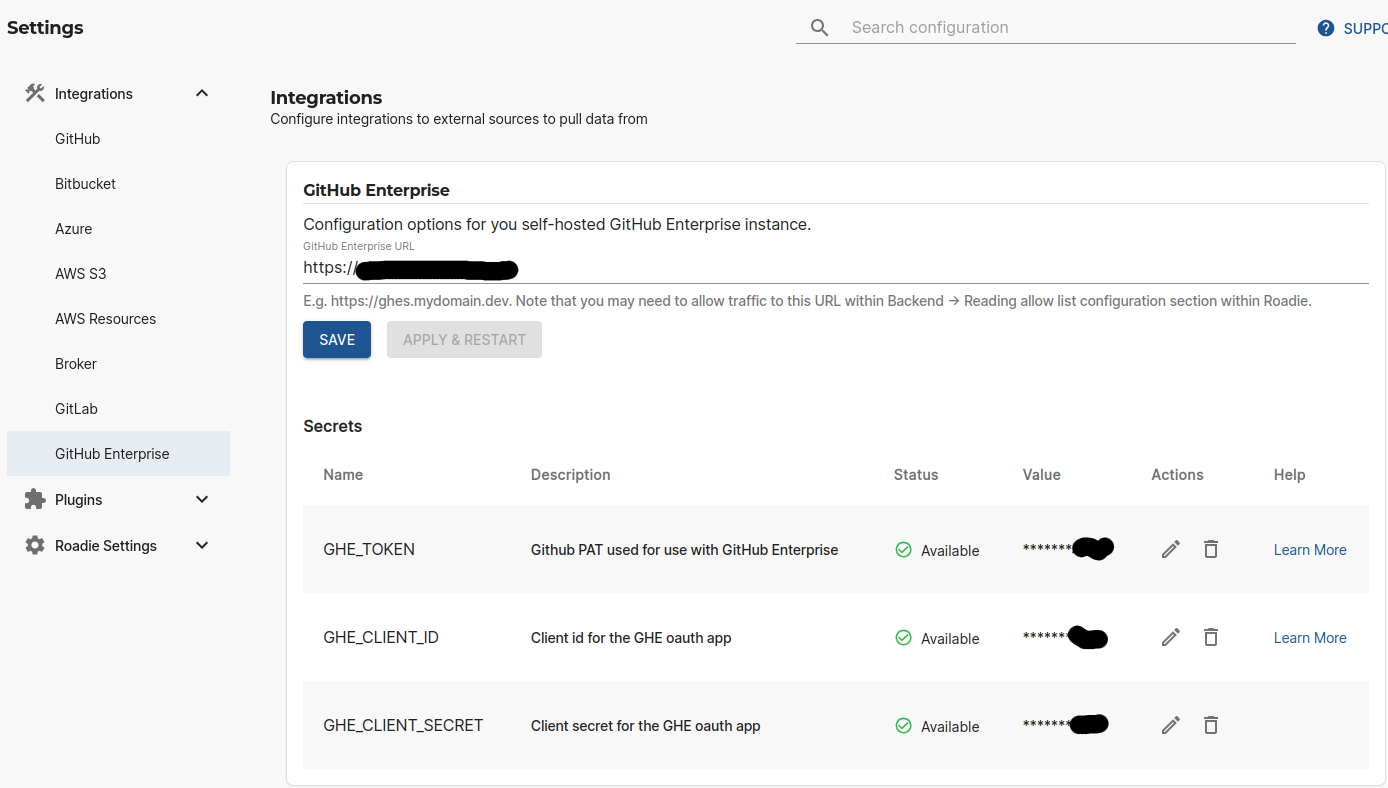 Settings
Search configuration
SUPPO
Integrations
GitHub
Bitbucket
Azure
AWS S3
AWS Resources
Broker
GitLab
GitHub Enterprise
Plugins
Roadie Settings
Integrations
Configure integrations to external sources to pull data from
GitHub Enterprise
Configuration options for you self-hosted GitHub Enterprise instance.
GitHub Enterprise URL
https://
E.g. https://ghes.mydomain.dev. Note that you may need to allow traffic to this URL within Backend → Reading allow list configuration section within Roadie.
SAVE APPLY & RESTART
Secrets
Name Description Status Value Actions Help
GHE_TOKEN Github PAT used for use with GitHub Enterprise Available ******* Learn More
GHE_CLIENT_ID Client id for the GHE oauth app Available ******* Learn More
GHE_CLIENT_SECRET Client secret for the GHE oauth app Available *******